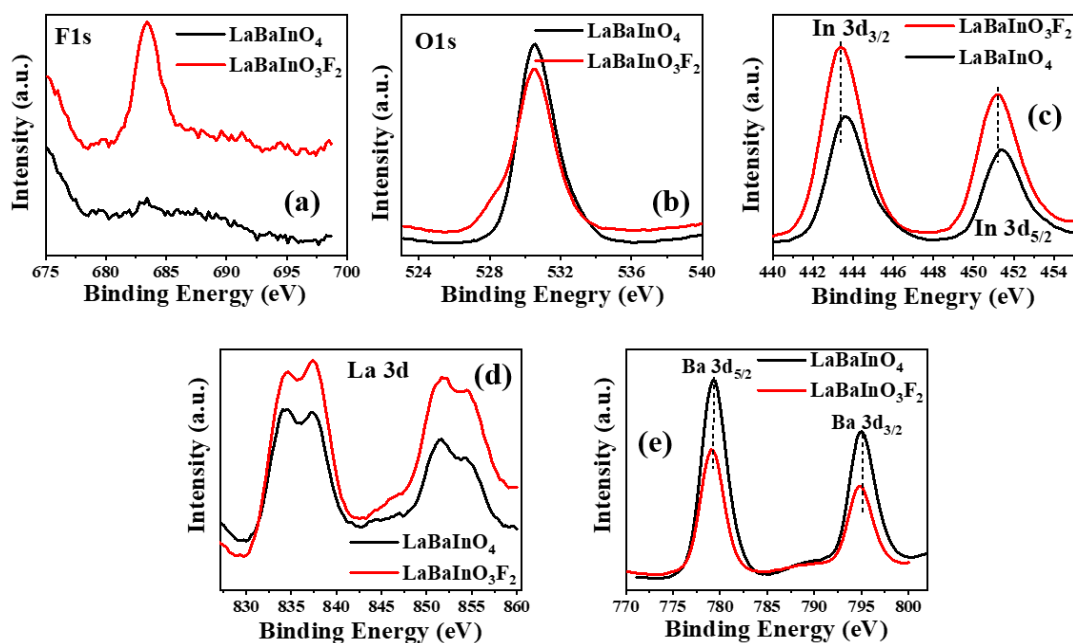 F1s
LaBaInO4
LaBaInO3F2
(a)
Intensity (a.u.)
675 680 685 690 695 700
Binding Energy (eV)
O1s
LaBaInO4
LaBaInO3F2
(b)
Intensity (a.u.)
524 528 532 536 540
Binding Enegry (eV)
In 3d3/2
LaBaInO3F2
LaBaInO4
(c)
In 3d5/2
Intensity (a.u.)
440 442 444 446 448 450 452 454
Binding Enegry (eV)
La 3d
(d)
LaBaInO4
LaBaInO3F2
Intensity (a.u.)
830 835 840 845 850 855 860
Binding Energy (eV)
Ba 3d5/2
LaBaInO4
LaBaInO3F2
Ba 3d3/2
(e)
Intensity (a.u.)
770 775 780 785 790 795 800
Binding Energy (eV)